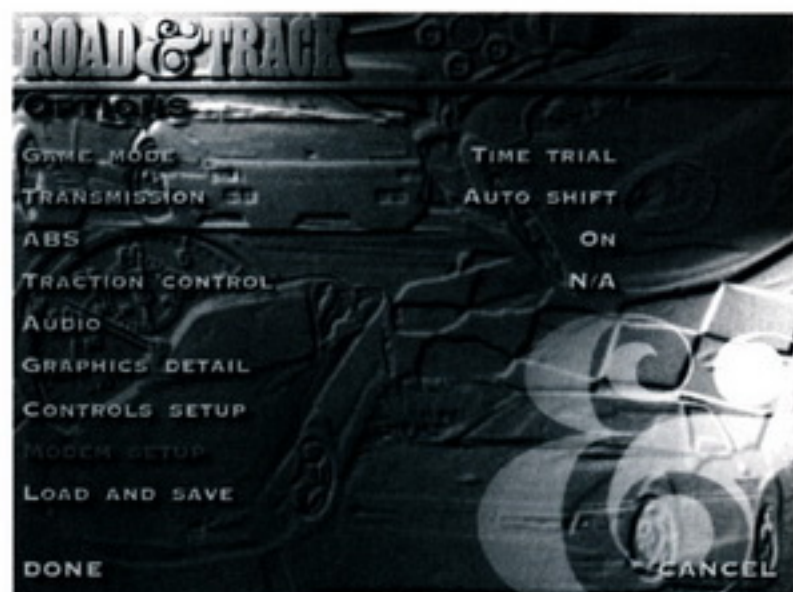 ROAD & TRACK
OPTIONS
GAME MODE TIME TRIAL
TRANSMISSION AUTO SHIFT
ABS ON
TRACTION CONTROL N/A
AUDIO
GRAPHICS DETAIL
CONTROLS SETUP
MODEM SETUP
LOAD AND SAVE
DONE CANCEL